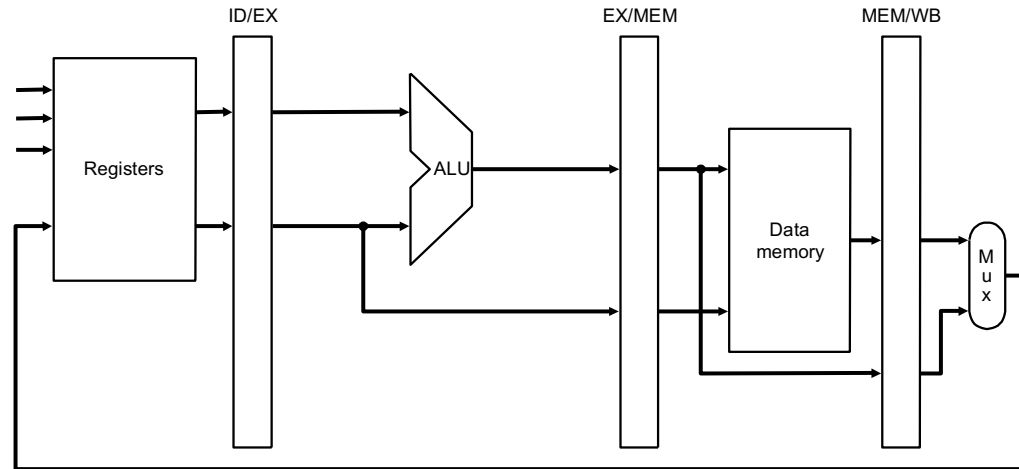 ID/EX
EX/MEM
MEM/WB
Registers
ALU
Data
memory
M
u
x